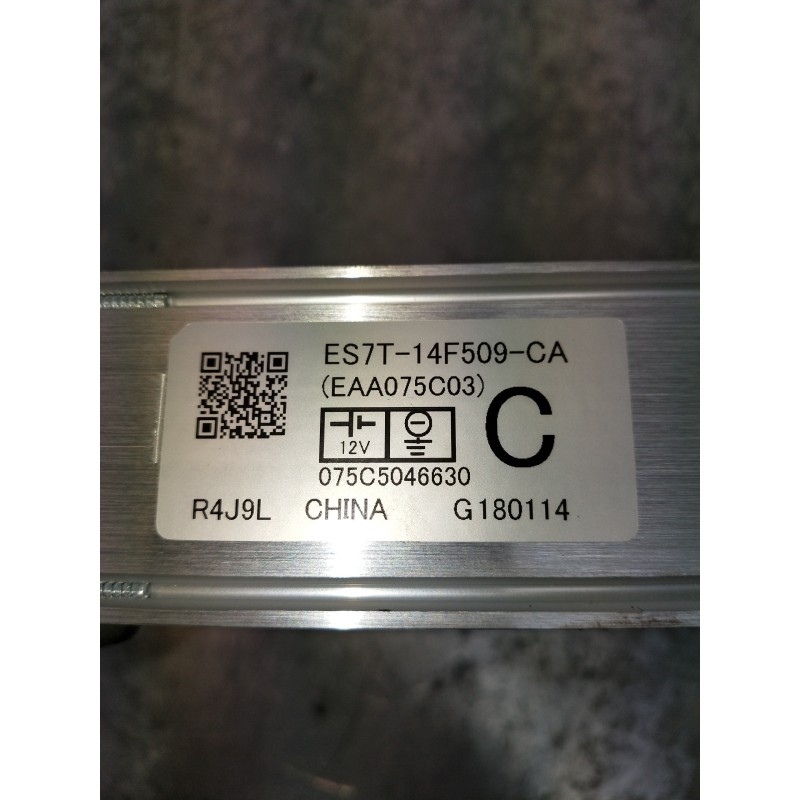 ES7T-14F509-CA
(EAA075C03)
C
12V
075C5046630
R4J9L CHINA G180114